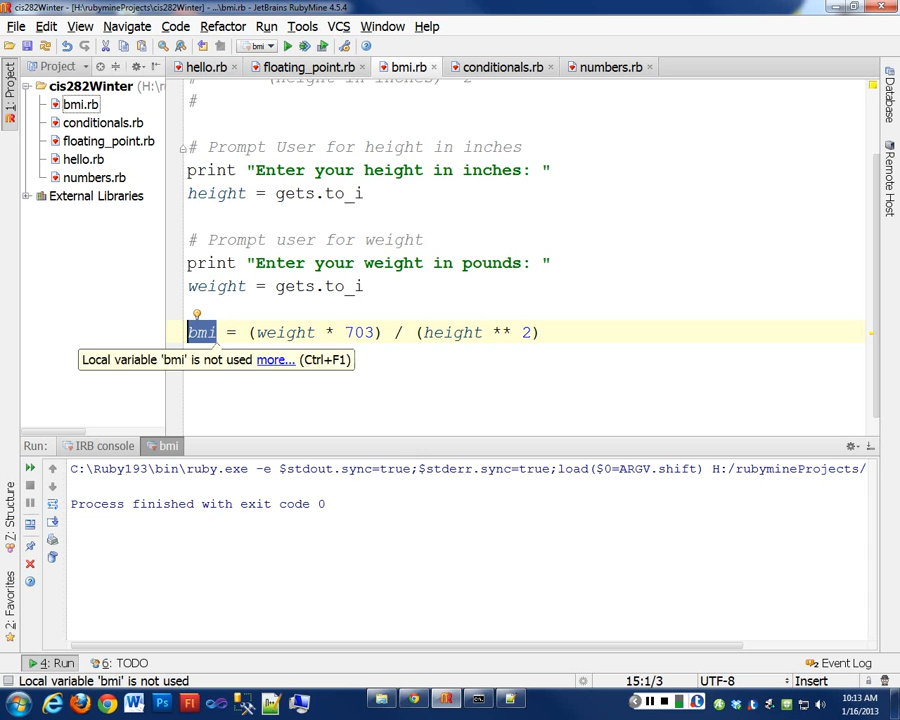 cis282Winter - [H:\rubymineProjects\cis282Winter] - ...\bmi.rb - JetBrains RubyMine 4.5.4
File Edit View Navigate Code Refactor Run Tools VCS Window Help
bmi
Project
hello.rb floating_point.rb bmi.rb conditionals.rb numbers.rb
1: Project
cis282Winter (H:\
bmi.rb
conditionals.rb
floating_point.rb
hello.rb
numbers.rb
External Libraries
#
# Prompt User for height in inches
print "Enter your height in inches: "
height = gets.to_i
# Prompt user for weight
print "Enter your weight in pounds: "
weight = gets.to_i
bmi = (weight * 703) / (height ** 2)
Local variable 'bmi' is not used more... (Ctrl+F1)
Database
Remote Host
Run: IRB console bmi
C:\Ruby193\bin\ruby.exe -e $stdout.sync=true;$stderr.sync=true;load($0=ARGV.shift) H:/rubymineProjects/
Process finished with exit code 0
Z: Structure
2: Favorites
4: Run 6: TODO Event Log
Local variable 'bmi' is not used 15:1/3 UTF-8 Insert
10:13 AM
1/16/2013